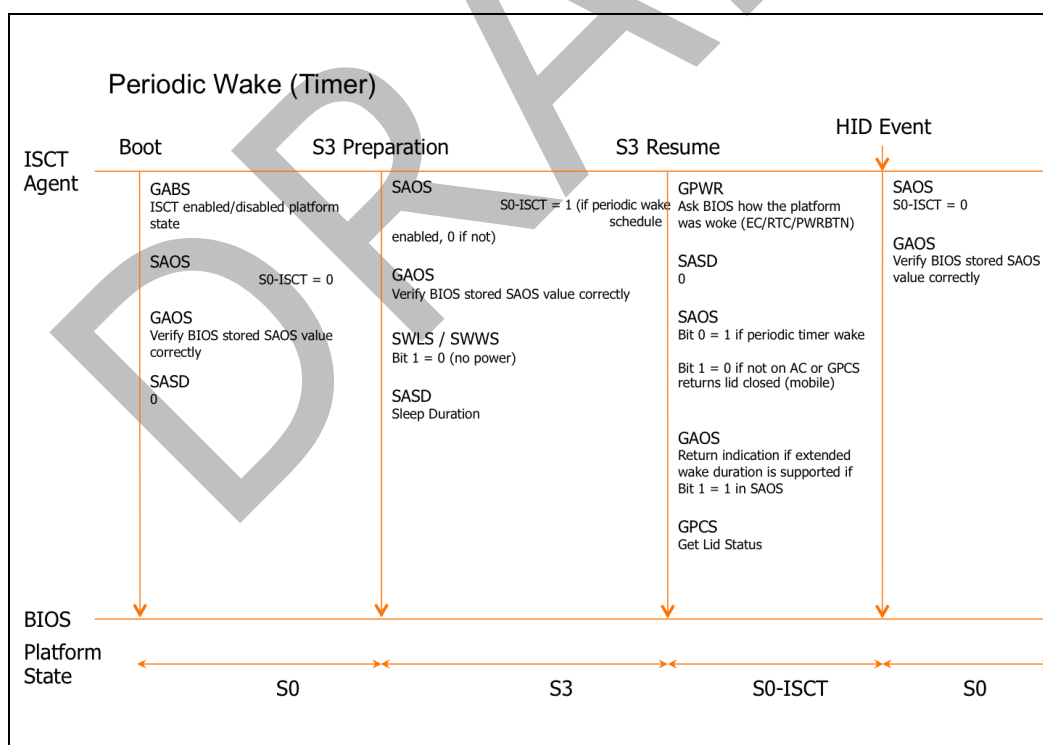 DRA
Periodic Wake (Timer)
HID Event
Boot
S3 Preparation
S3 Resume
ISCT
Agent
GABS
ISCT enabled/disabled platform
state
SAOS
S0-ISCT = 0
GAOS
Verify BIOS stored SAOS value
correctly
SASD
0
SAOS
S0-ISCT = 1 (if periodic wake
schedule
enabled, 0 if not)
GAOS
Verify BIOS stored SAOS value correctly
SWLS / SWWS
Bit 1 = 0 (no power)
SASD
Sleep Duration
GPWR
Ask BIOS how the platform
was woke (EC/RTC/PWRBTN)
SASD
0
SAOS
Bit 0 = 1 if periodic timer wake
Bit 1 = 0 if not on AC or GPCS
returns lid closed (mobile)
GAOS
Return indication if extended
wake duration is supported if
Bit 1 = 1 in SAOS
GPCS
Get Lid Status
SAOS
S0-ISCT = 0
GAOS
Verify BIOS stored SAOS
value correctly
BIOS
Platform
State
S0
S3
S0-ISCT
S0